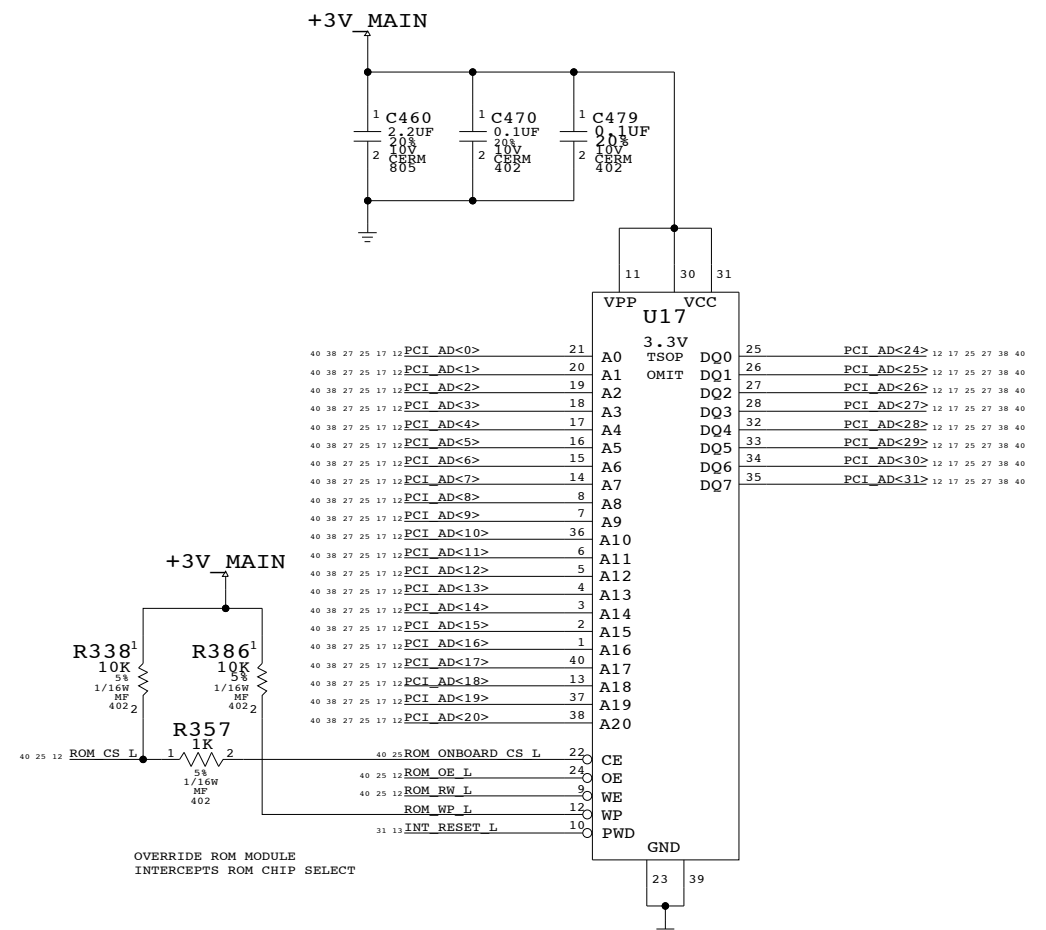 +3V_MAIN
1 C460
2.2UF
20%
10V
2 CERM
805
1 C470
0.1UF
20%
10V
2 CERM
402
1 C479
0.1UF
20%
10V
2 CERM
402
11 30 31
VPP VCC
U17
3.3V
TSOP
OMIT
40 38 27 25 17 12 PCI_AD<0> 21 A0
40 38 27 25 17 12 PCI_AD<1> 20 A1
40 38 27 25 17 12 PCI_AD<2> 19 A2
40 38 27 25 17 12 PCI_AD<3> 18 A3
40 38 27 25 17 12 PCI_AD<4> 17 A4
40 38 27 25 17 12 PCI_AD<5> 16 A5
40 38 27 25 17 12 PCI_AD<6> 15 A6
40 38 27 25 17 12 PCI_AD<7> 14 A7
40 38 27 25 17 12 PCI_AD<8> 8 A8
40 38 27 25 17 12 PCI_AD<9> 7 A9
40 38 27 25 17 12 PCI_AD<10> 36 A10
40 38 27 25 17 12 PCI_AD<11> 6 A11
40 38 27 25 17 12 PCI_AD<12> 5 A12
40 38 27 25 17 12 PCI_AD<13> 4 A13
40 38 27 25 17 12 PCI_AD<14> 3 A14
40 38 27 25 17 12 PCI_AD<15> 2 A15
40 38 27 25 17 12 PCI_AD<16> 1 A16
40 38 27 25 17 12 PCI_AD<17> 40 A17
40 38 27 25 17 12 PCI_AD<18> 13 A18
40 38 27 25 17 12 PCI_AD<19> 37 A19
40 38 27 25 17 12 PCI_AD<20> 38 A20
DQ0 25 PCI_AD<24> 12 17 25 27 38 40
DQ1 26 PCI_AD<25> 12 17 25 27 38 40
DQ2 27 PCI_AD<26> 12 17 25 27 38 40
DQ3 28 PCI_AD<27> 12 17 25 27 38 40
DQ4 32 PCI_AD<28> 12 17 25 27 38 40
DQ5 33 PCI_AD<29> 12 17 25 27 38 40
DQ6 34 PCI_AD<30> 12 17 25 27 38 40
DQ7 35 PCI_AD<31> 12 17 25 27 38 40
+3V_MAIN
R338 1
10K
5%
1/16W
MF
402 2
R386 1
10K
5%
1/16W
MF
402 2
R357
1K
40 25 12 ROM_CS_L 1 2
5%
1/16W
MF
402
40 25 ROM_ONBOARD_CS_L 22 CE
40 25 12 ROM_OE_L 24 OE
40 25 12 ROM_RW_L 9 WE
ROM_WP_L 12 WP
31 13 INT_RESET_L 10 PWD
GND
23 39
OVERRIDE ROM MODULE
INTERCEPTS ROM CHIP SELECT